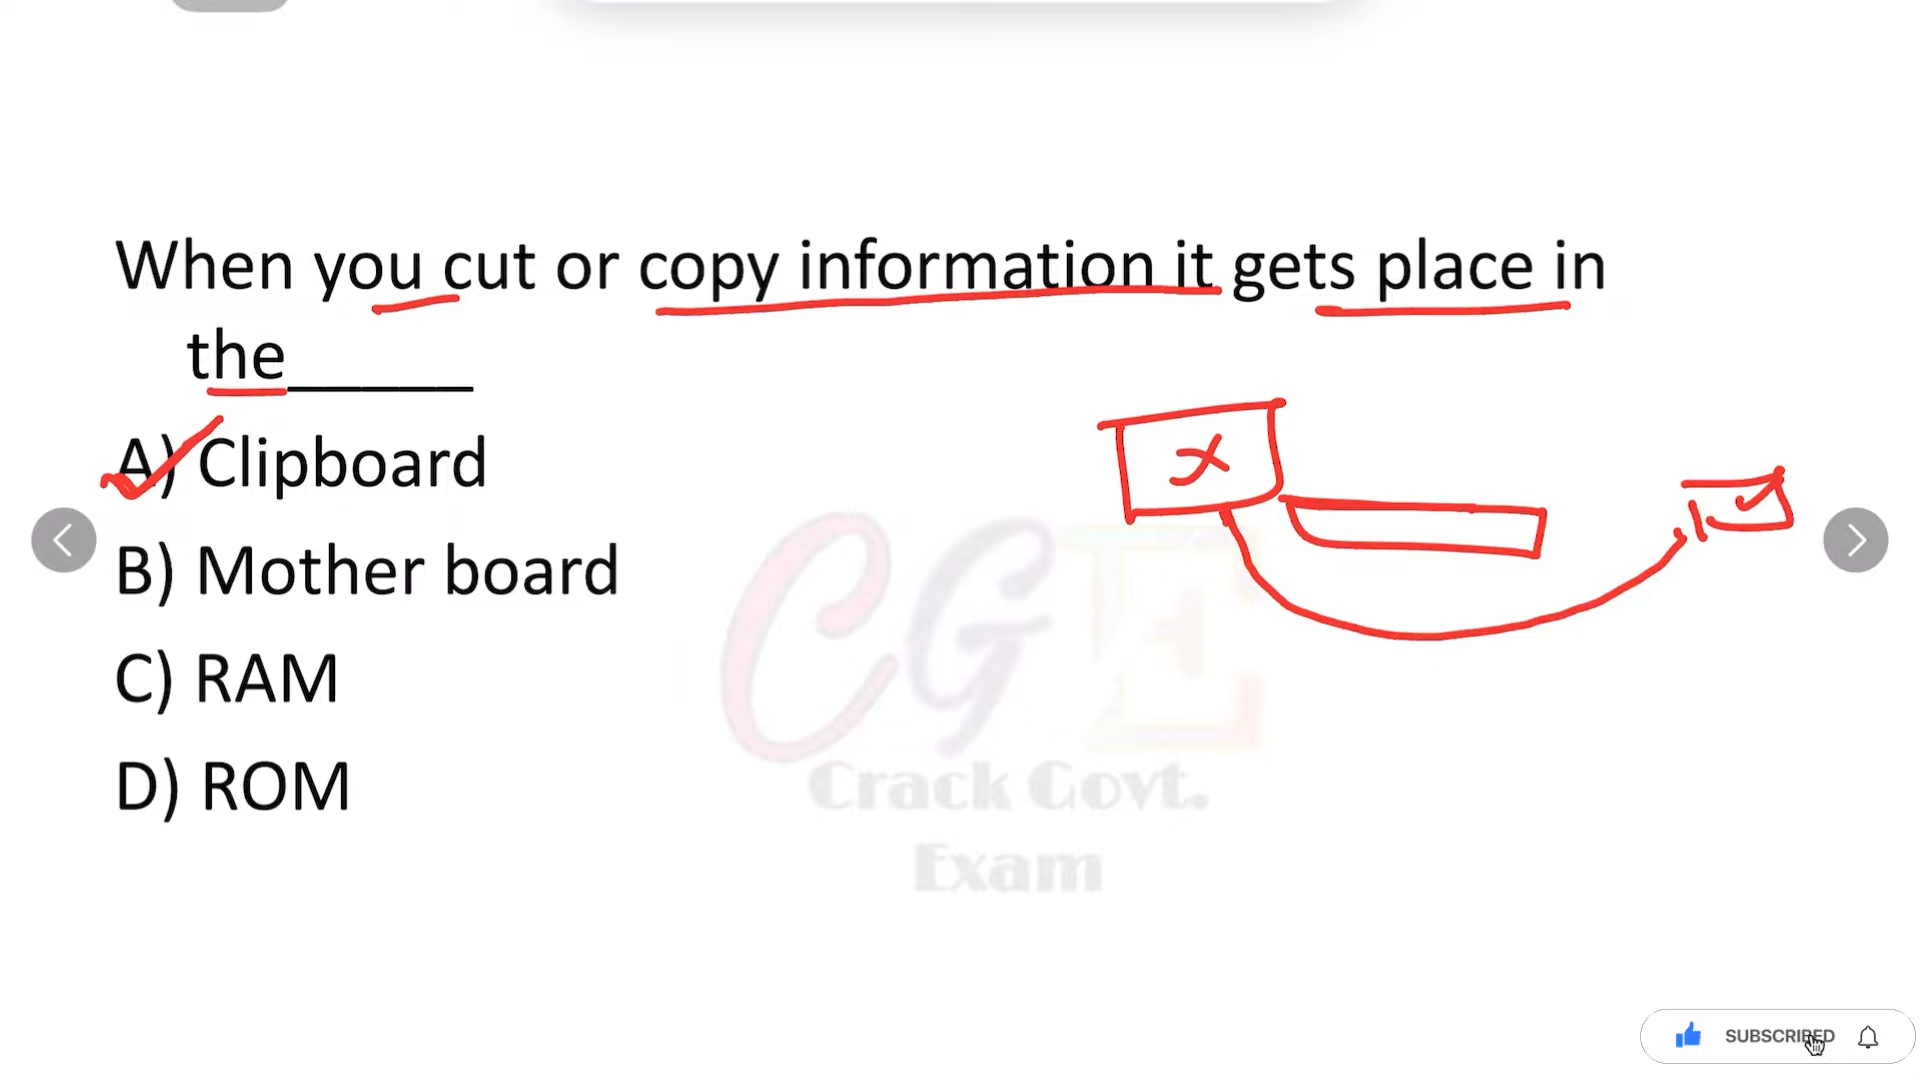 When you cut or copy information it gets place in
the______
A) Clipboard
B) Mother board
C) RAM
D) ROM
x
CGE
Crack Govt.
Exam
SUBSCRIBED